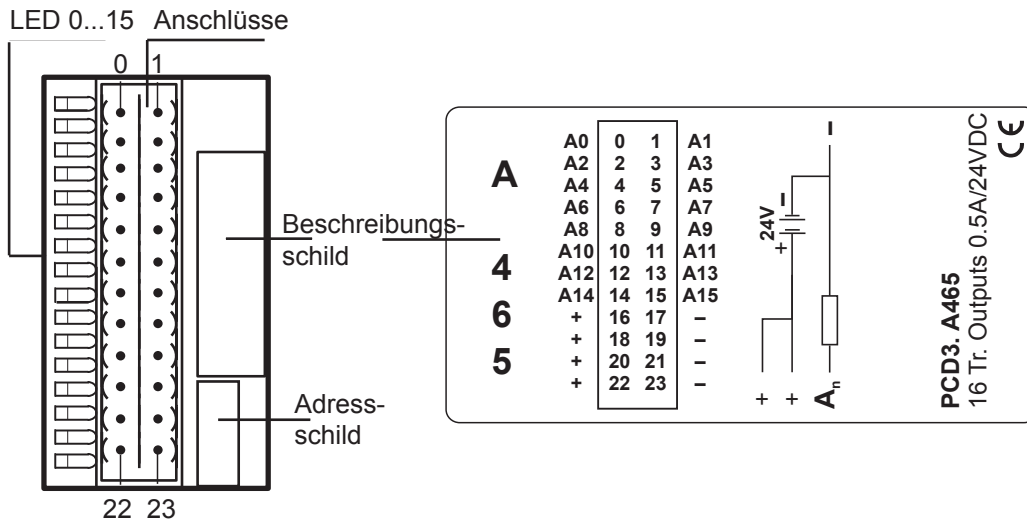 LED 0...15 Anschlüsse
0 1
Beschreibungs-
schild
Adress-
schild
22 23
A
4
6
5
A0 0 1 A1
A2 2 3 A3
A4 4 5 A5
A6 6 7 A7
A8 8 9 A9
A10 10 11 A11
A12 12 13 A13
A14 14 15 A15
+ 16 17 –
+ 18 19 –
+ 20 21 –
+ 22 23 –
–
24V
+ –
+ + An
PCD3. A465
16 Tr. Outputs 0.5A/24VDC
CE